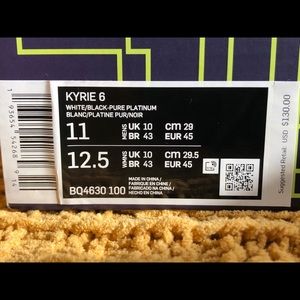 KYRIE 6
WHITE/BLACK-PURE PLATINUM
BLANC/PLATINE PUR/NOIR
11 MENS UK 10 CM 29
BR 43 EUR 45
12.5 WMNS UK 10 CM 29.5
BR 43 EUR 45
BQ4630 100
MADE IN CHINA/
FABRIQUE EN CHINE/
FABRICADO NA CHINA/
HECHO EN CHINA
Suggested Retail: USD $130.00